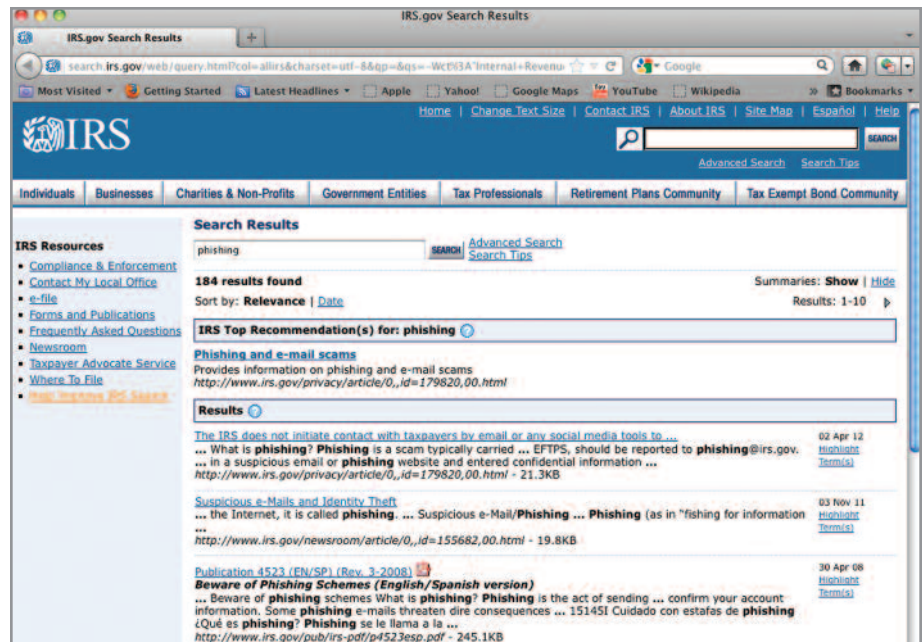 IRS.gov Search Results
IRS.gov Search Results
search.irs.gov/web/query.html?col=allirs&charset=utf-8&qp=&qs=-Wct%3A"Internal+Revenu Google
Most Visited Getting Started Latest Headlines Apple Yahoo! Google Maps YouTube Wikipedia Bookmarks
Home | Change Text Size | Contact IRS | About IRS | Site Map | Español | Help
IRS
SEARCH
Advanced Search Search Tips
Individuals Businesses Charities & Non-Profits Government Entities Tax Professionals Retirement Plans Community Tax Exempt Bond Community
IRS Resources
• Compliance & Enforcement
• Contact My Local Office
• e-file
• Forms and Publications
• Frequently Asked Questions
• Newsroom
• Taxpayer Advocate Service
• Where To File
Search Results
phishing SEARCH Advanced Search
Search Tips
184 results found Summaries: Show | Hide
Sort by: Relevance | Date Results: 1-10
IRS Top Recommendation(s) for: phishing
Phishing and e-mail scams
Provides information on phishing and e-mail scams
http://www.irs.gov/privacy/article/0,,id=179820,00.html
Results
The IRS does not initiate contact with taxpayers by email or any social media tools to ... 02 Apr 12
... What is phishing? Phishing is a scam typically carried ... EFTPS, should be reported to phishing@irs.gov. Highlight
... in a suspicious email or phishing website and entered confidential information ... Term(s)
http://www.irs.gov/privacy/article/0,,id=179820,00.html - 21.3KB
Suspicious e-Mails and Identity Theft 03 Nov 11
... the Internet, it is called phishing. ... Suspicious e-Mail/Phishing ... Phishing (as in "fishing for information Highlight
... Term(s)
http://www.irs.gov/newsroom/article/0,,id=155682,00.html - 19.8KB
Publication 4523 (EN/SP) (Rev. 3-2008) 30 Apr 08
Beware of Phishing Schemes (English/Spanish version) Highlight
... Beware of phishing schemes What is phishing? Phishing is the act of sending ... confirm your account Term(s)
information. Some phishing e-mails threaten dire consequences ... 15145I Cuidado con estafas de phishing
¿Qué es phishing? Phishing se le llama a la ...
http://www.irs.gov/pub/irs-pdf/p4523esp.pdf - 245.1KB